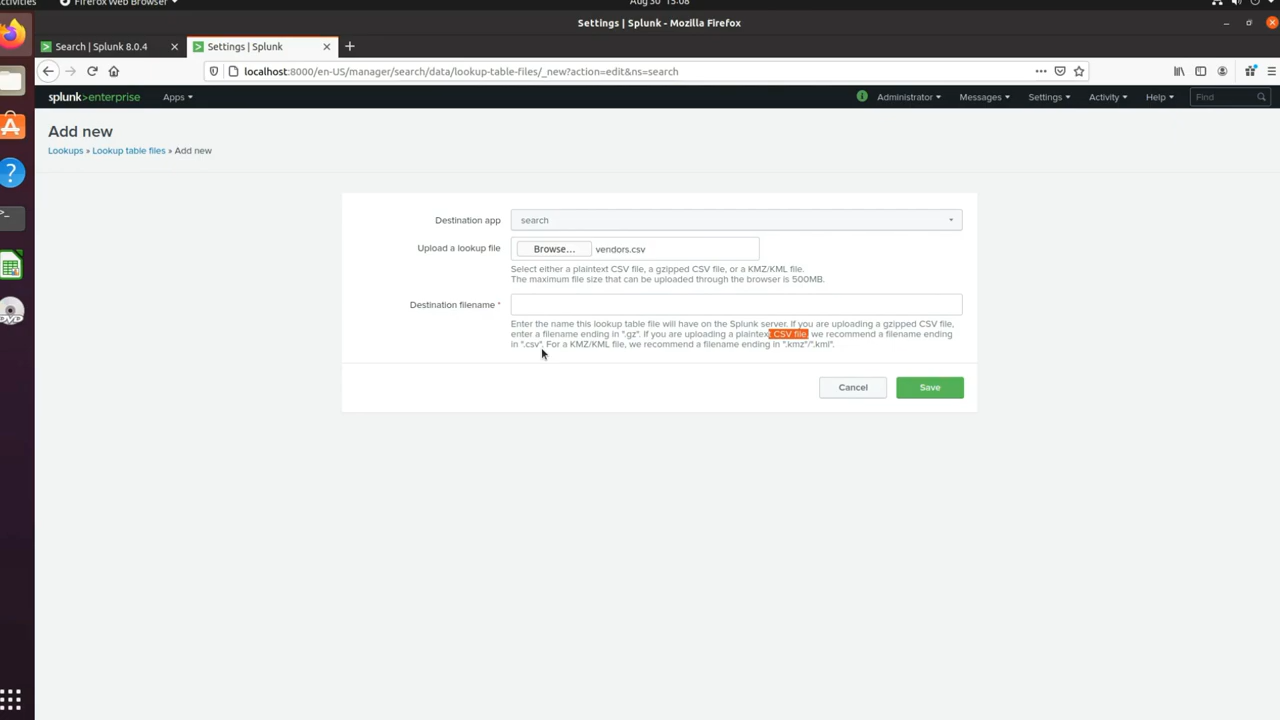 Activities
Firefox Web Browser
Aug 30 15:08
Settings | Splunk - Mozilla Firefox
Search | Splunk 8.0.4
Settings | Splunk
localhost:8000/en-US/manager/search/data/lookup-table-files/_new?action=edit&ns=search
splunk>enterprise Apps
i Administrator Messages Settings Activity Help Find
Add new
Lookups » Lookup table files » Add new
Destination app search
Upload a lookup file Browse... vendors.csv
Select either a plaintext CSV file, a gzipped CSV file, or a KMZ/KML file.
The maximum file size that can be uploaded through the browser is 500MB.
Destination filename *
Enter the name this lookup table file will have on the Splunk server. If you are uploading a gzipped CSV file,
enter a filename ending in ".gz". If you are uploading a plaintext CSV file, we recommend a filename ending
in ".csv". For a KMZ/KML file, we recommend a filename ending in ".kmz"/".kml".
Cancel Save
DVD